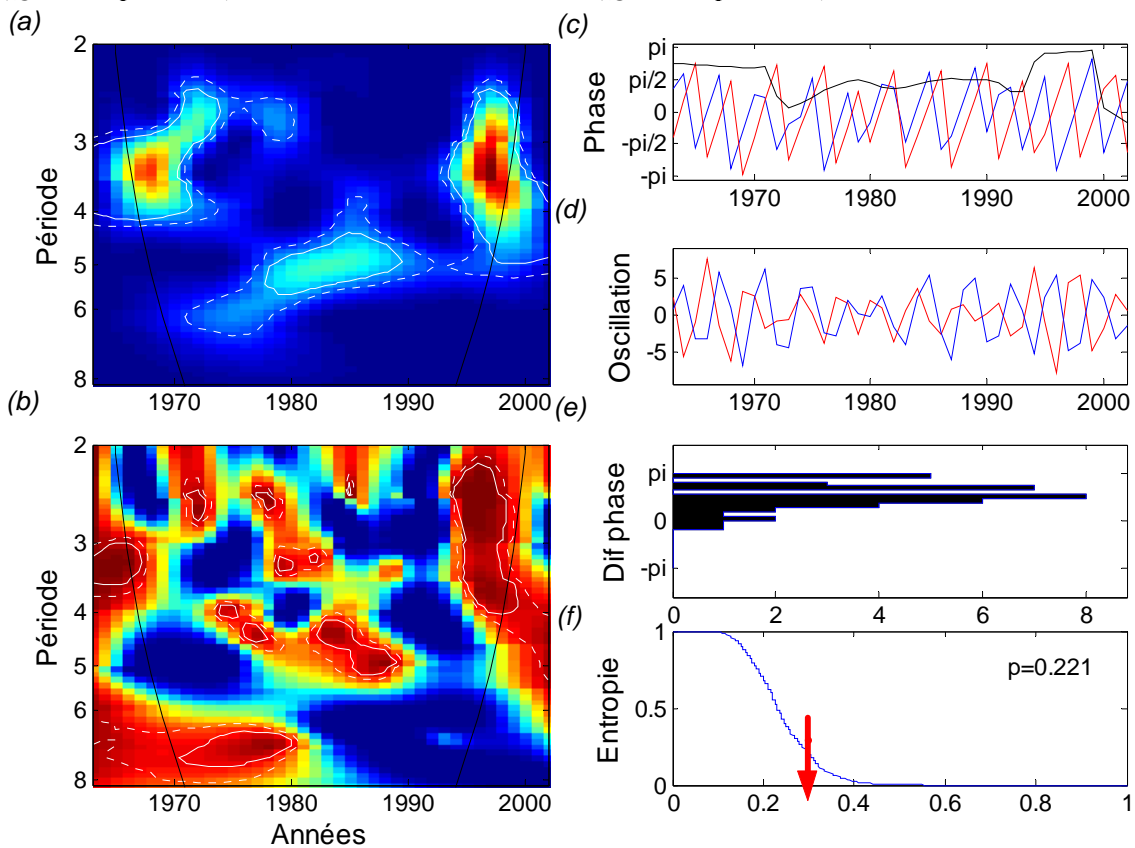 (a)
2
3
4
5
6
8
Période
1970
1980
1990
2000
(b)
2
3
4
5
6
8
Période
1970
1980
1990
2000
Années
(c)
pi
pi/2
0
-pi/2
-pi
Phase
1970
1980
1990
2000
(d)
5
0
-5
Oscillation
1970
1980
1990
2000
(e)
pi
0
-pi
Dif phase
0
2
4
6
8
(f)
1
0.5
0
Entropie
p=0.221
0
0.2
0.4
0.6
0.8
1